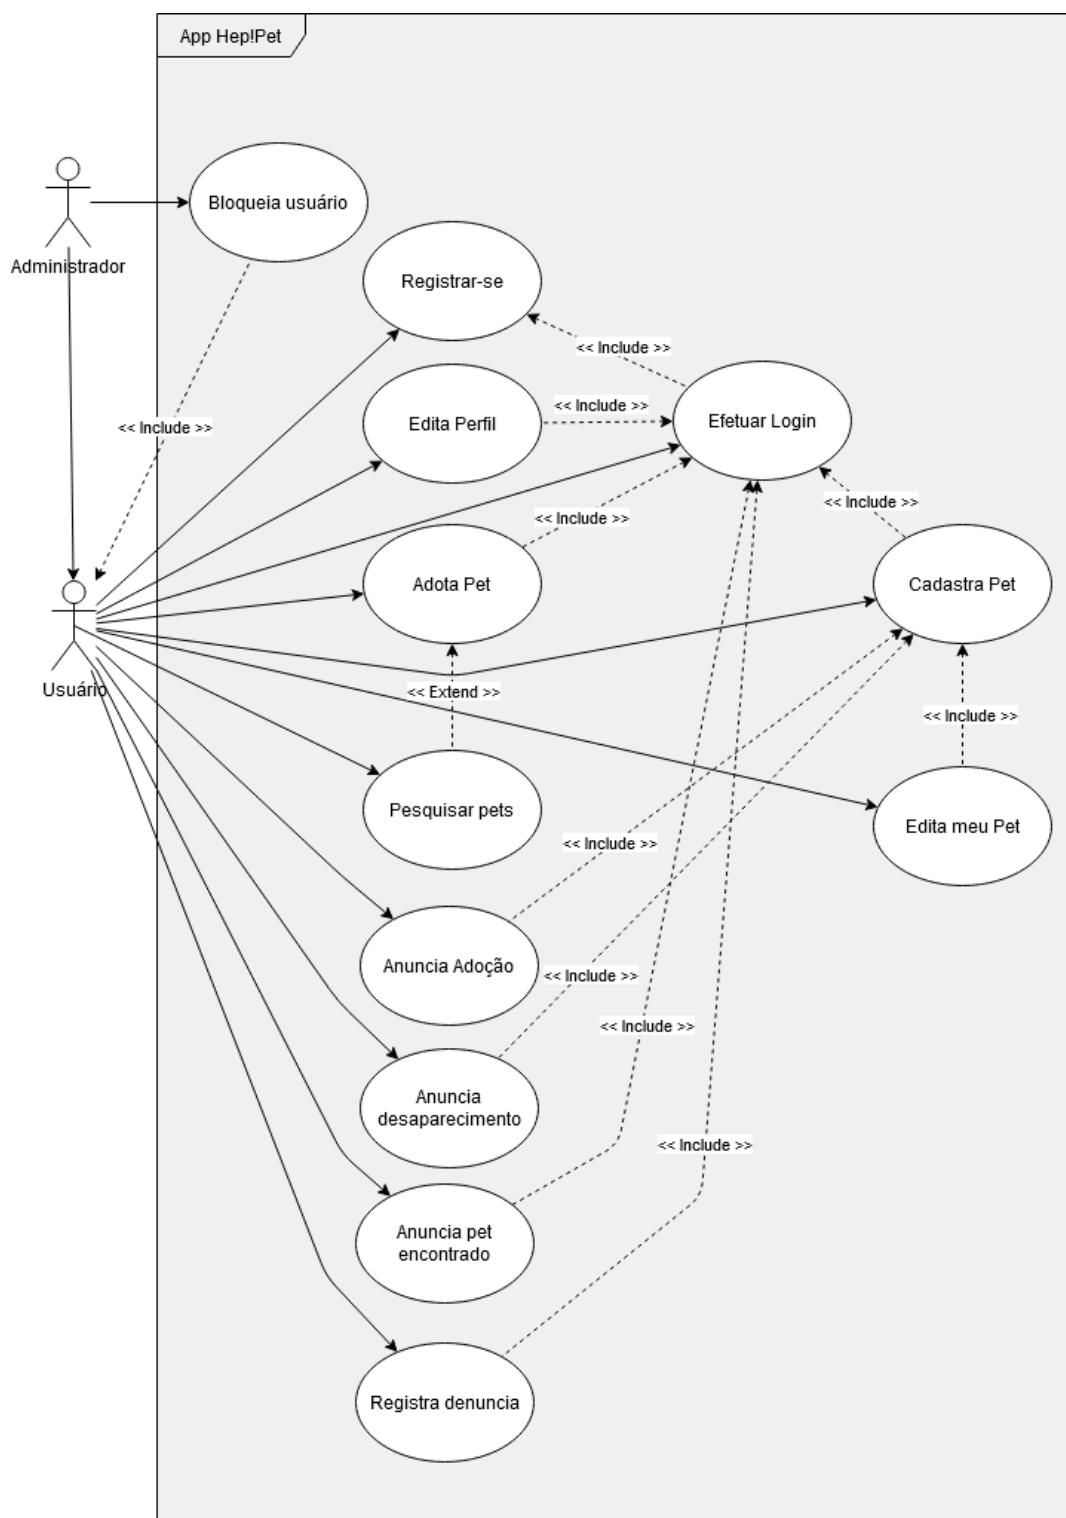 App Hep!Pet
Bloqueia usuário
Administrador
Registrar-se
<< Include >>
Efetuar Login
Edita Perfil
<< Include >>
<< Include >>
<< Include >>
<< Include >>
Adota Pet
Cadastra Pet
Usuário
<< Extend >>
<< Include >>
Pesquisar pets
Edita meu Pet
<< Include >>
Anuncia Adoção
<< Include >>
<< Include >>
Anuncia
desaparecimento
<< Include >>
Anuncia pet
encontrado
Registra denuncia